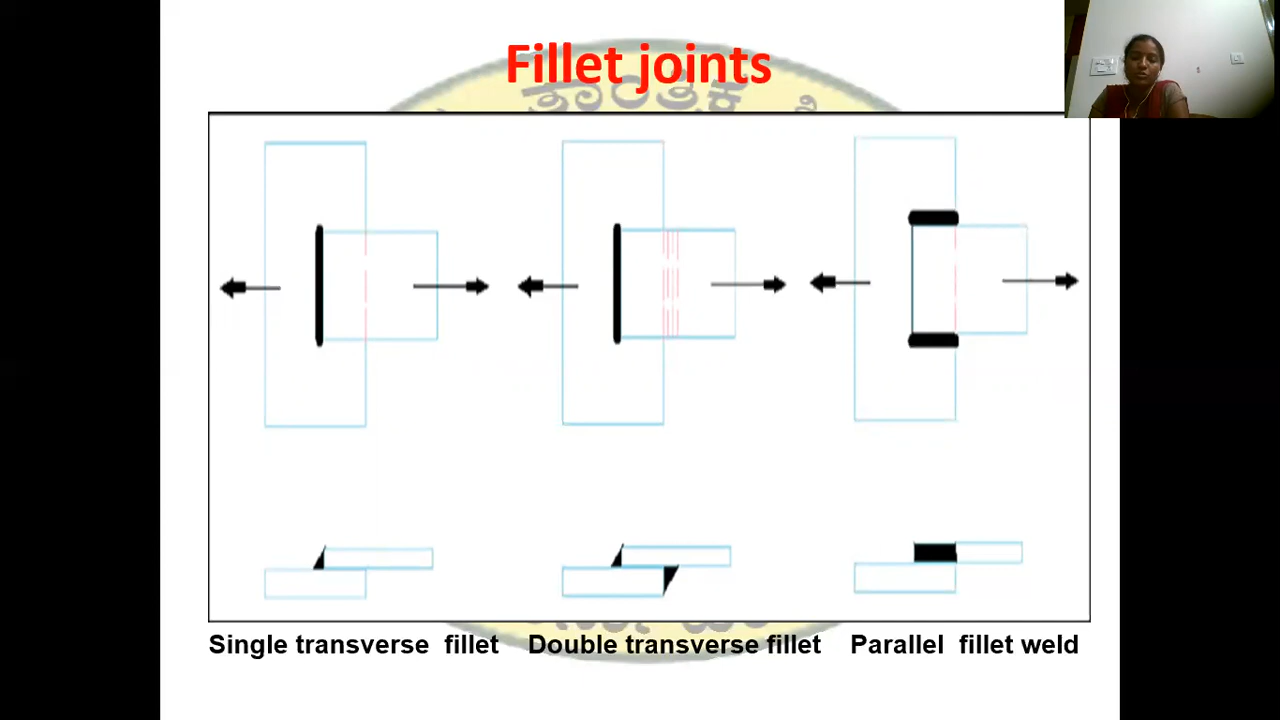 Fillet joints
ತಾಂತ್ರಿಕ
Single transverse fillet
Double transverse fillet
Parallel fillet weld